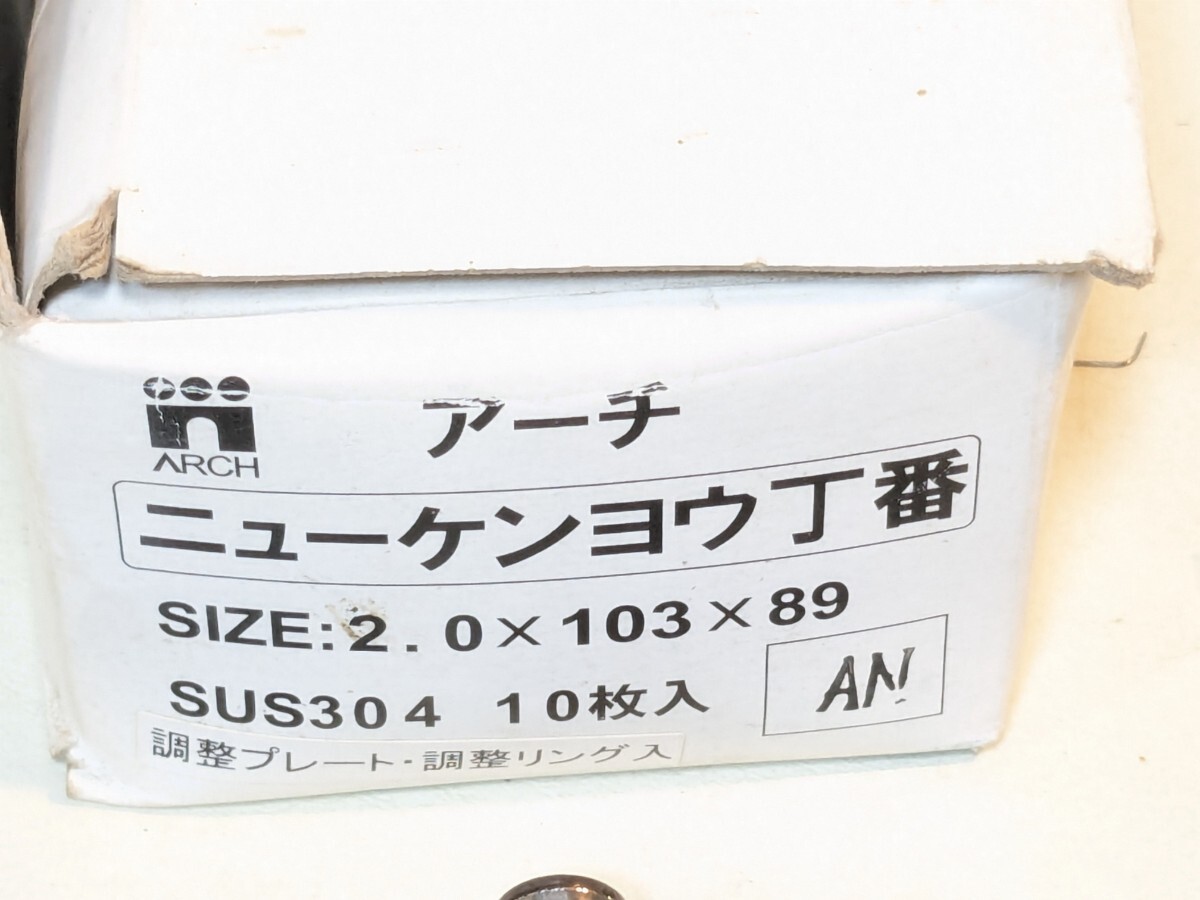 ARCH
アーチ
ニューケンヨウ丁番
SIZE:2.0×103×89
SUS304 10枚入
AN
調整プレート・調整リング入